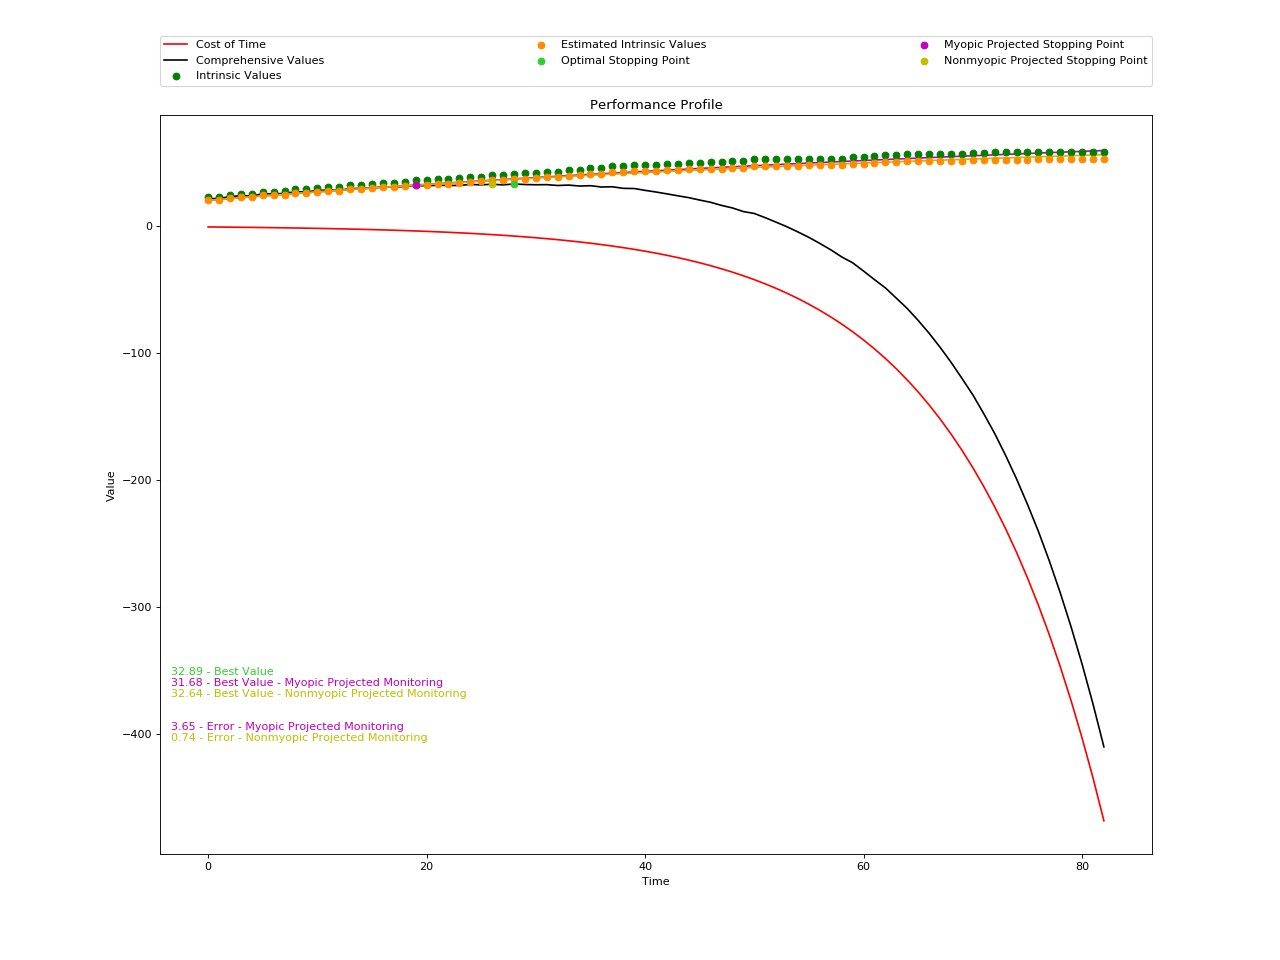 Cost of Time
Comprehensive Values
Intrinsic Values
Estimated Intrinsic Values
Optimal Stopping Point
Myopic Projected Stopping Point
Nonmyopic Projected Stopping Point
Performance Profile
Value
0
−100
−200
−300
−400
32.89 - Best Value
31.68 - Best Value - Myopic Projected Monitoring
32.64 - Best Value - Nonmyopic Projected Monitoring
3.65 - Error - Myopic Projected Monitoring
0.74 - Error - Nonmyopic Projected Monitoring
0 20 40 60 80
Time